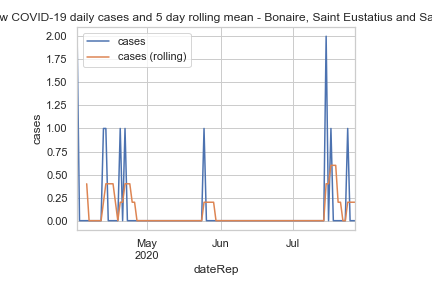 w COVID-19 daily cases and 5 day rolling mean - Bonaire, Saint Eustatius and Sa
cases
cases (rolling)
2.00
1.75
1.50
1.25
1.00
0.75
0.50
0.25
0.00
cases
May
2020
Jun
Jul
dateRep